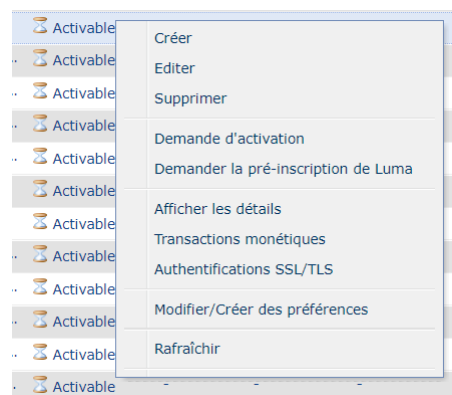 Activable
Créer
.. Activable
Editer
Activable
Supprimer
.. Activable
Demande d'activation
.. Activable
Demander la pré-inscription de Luma
Activable
Afficher les détails
Activable
Transactions monétiques
.. Activable
Authentifications SSL/TLS
.. Activable
Modifier/Créer des préférences
.. Activable
Rafraîchir
.. Activable
.. Activable